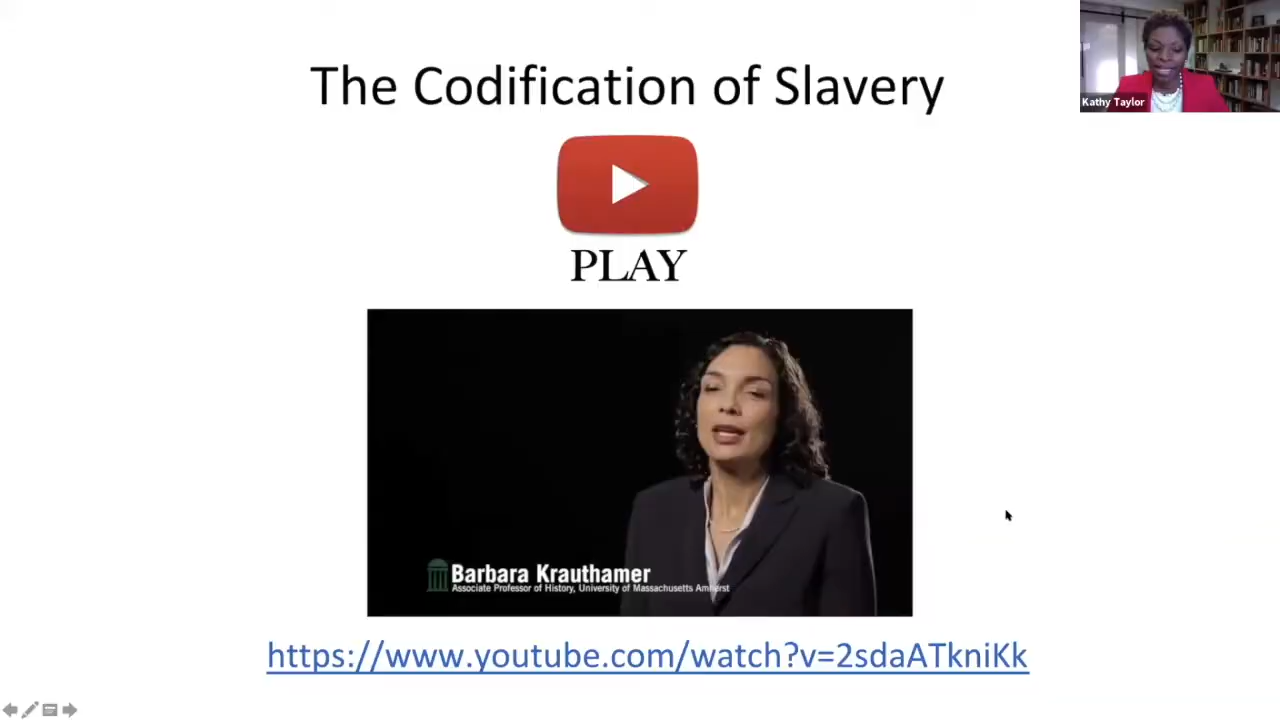 The Codification of Slavery
Kathy Taylor
PLAY
Barbara Krauthamer
Associate Professor of History, University of Massachusetts Amherst
https://www.youtube.com/watch?v=2sdaATkniKk